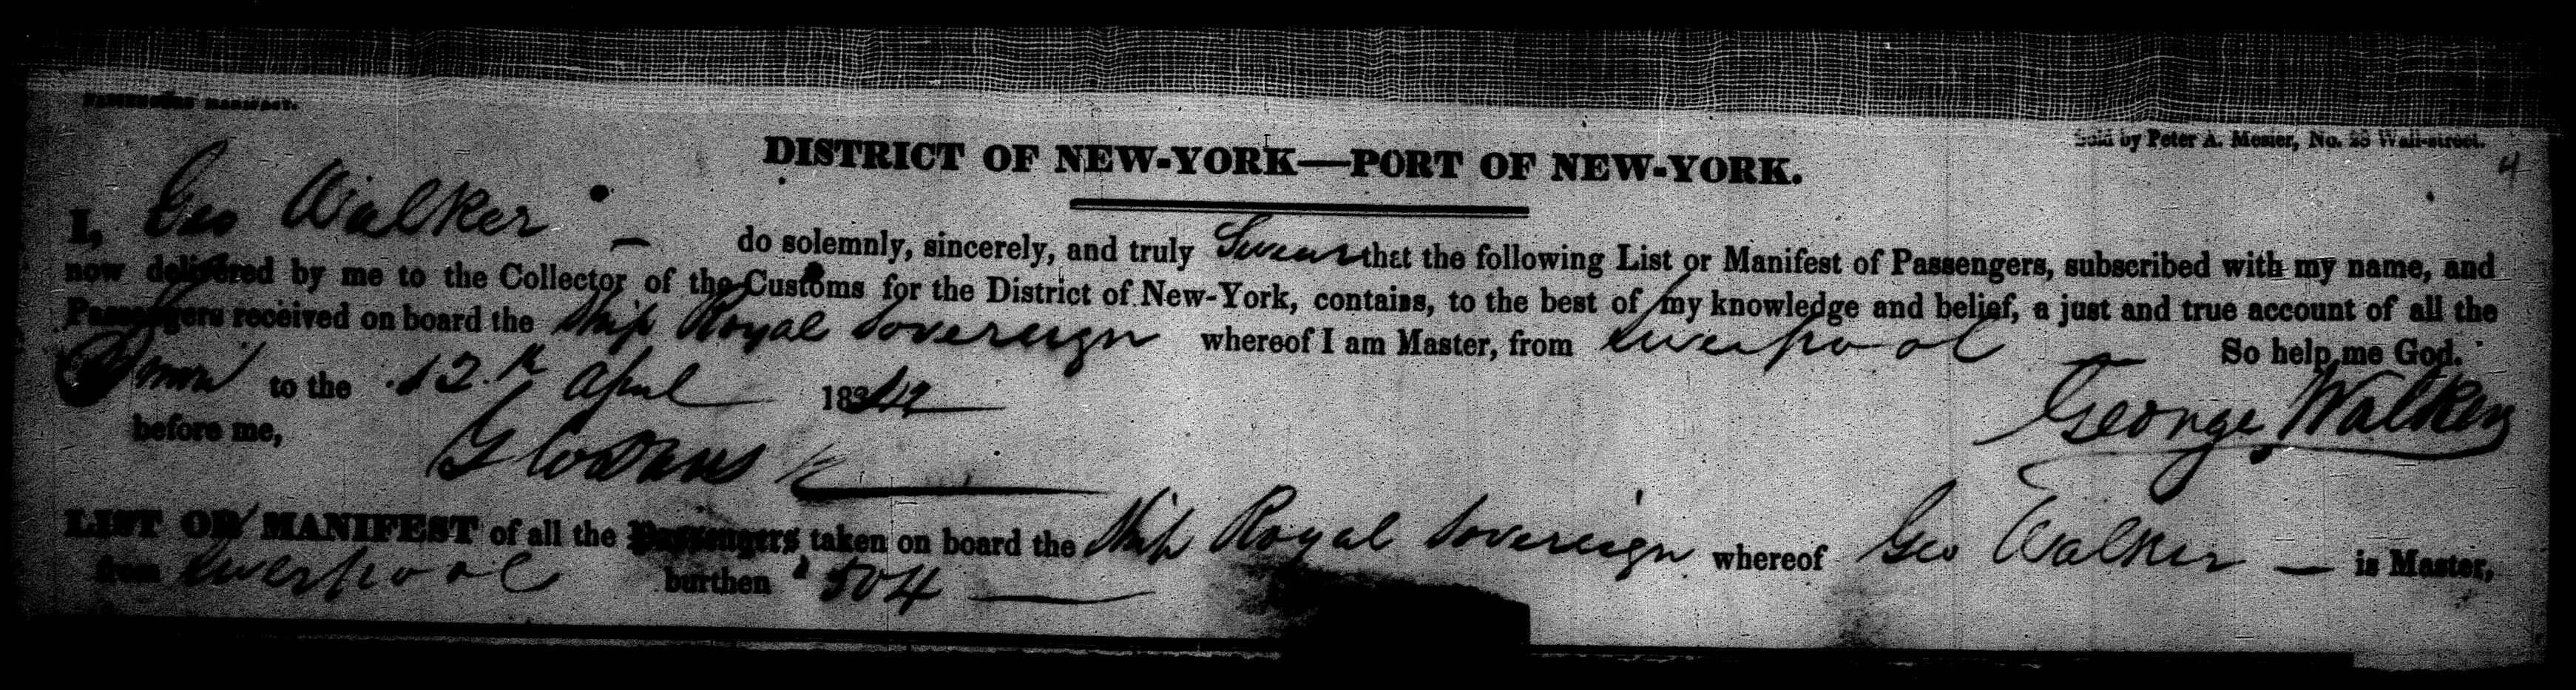 PASSENGERS MANIFEST.
Sold by Peter A. Mesier, No. 25 Wall-street.
4
DISTRICT OF NEW-YORK—PORT OF NEW-YORK.
I, Geo Walker — do solemnly, sincerely, and truly Swear that the following List or Manifest of Passengers, subscribed with my name, and
now delivered by me to the Collector of the Customs for the District of New-York, contains, to the best of my knowledge and belief, a just and true account of all the
Passengers received on board the Ship Royal Sovereign whereof I am Master, from Liverpool So help me God.
Sworn to the 12th April 18
George Walker
before me,
LIST OR MANIFEST of all the Passengers taken on board the Ship Royal Sovereign whereof Geo Walker — is Master,
from Liverpool burthen 504